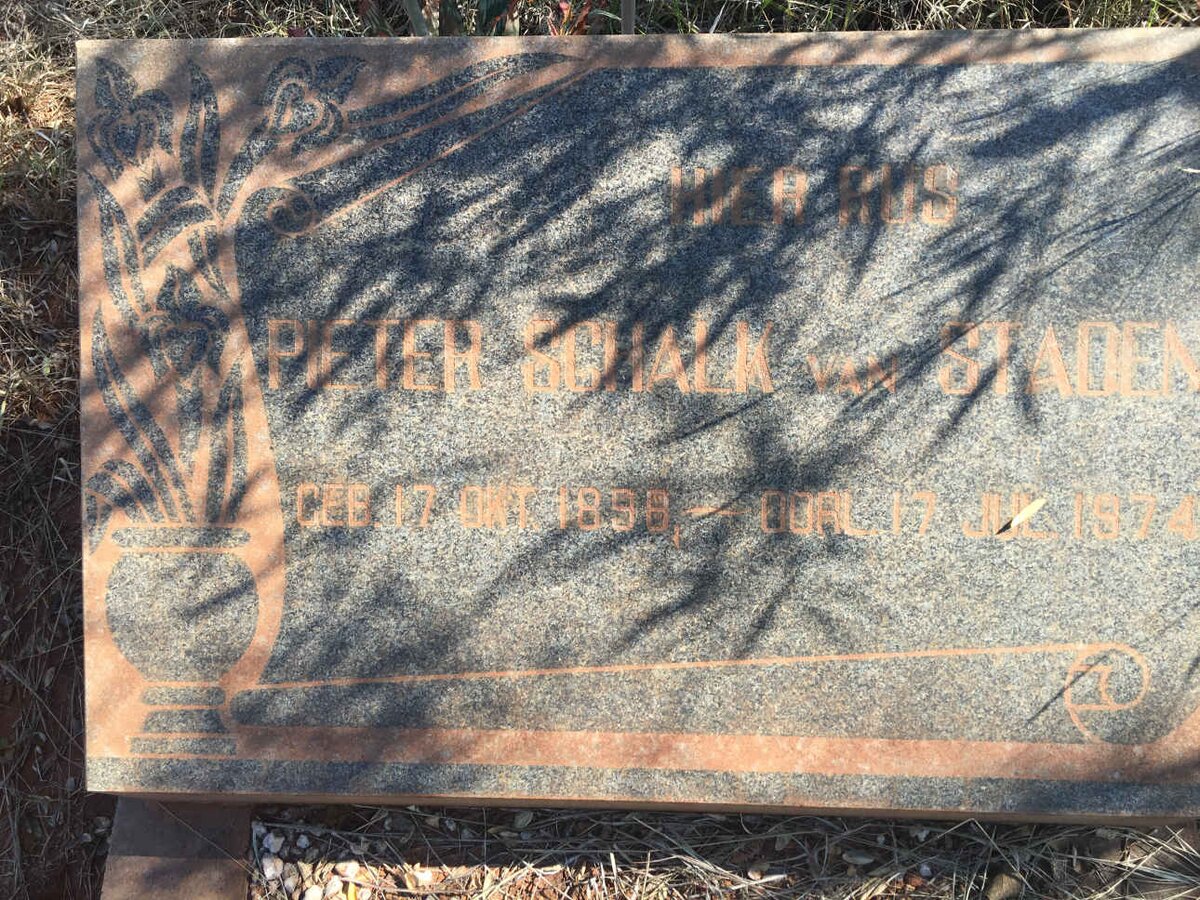 HIER RUS
PIETER SCHALK VAN STADEN
GEB. 17 OKT. 1898, — OORL. 17 JUL. 1974